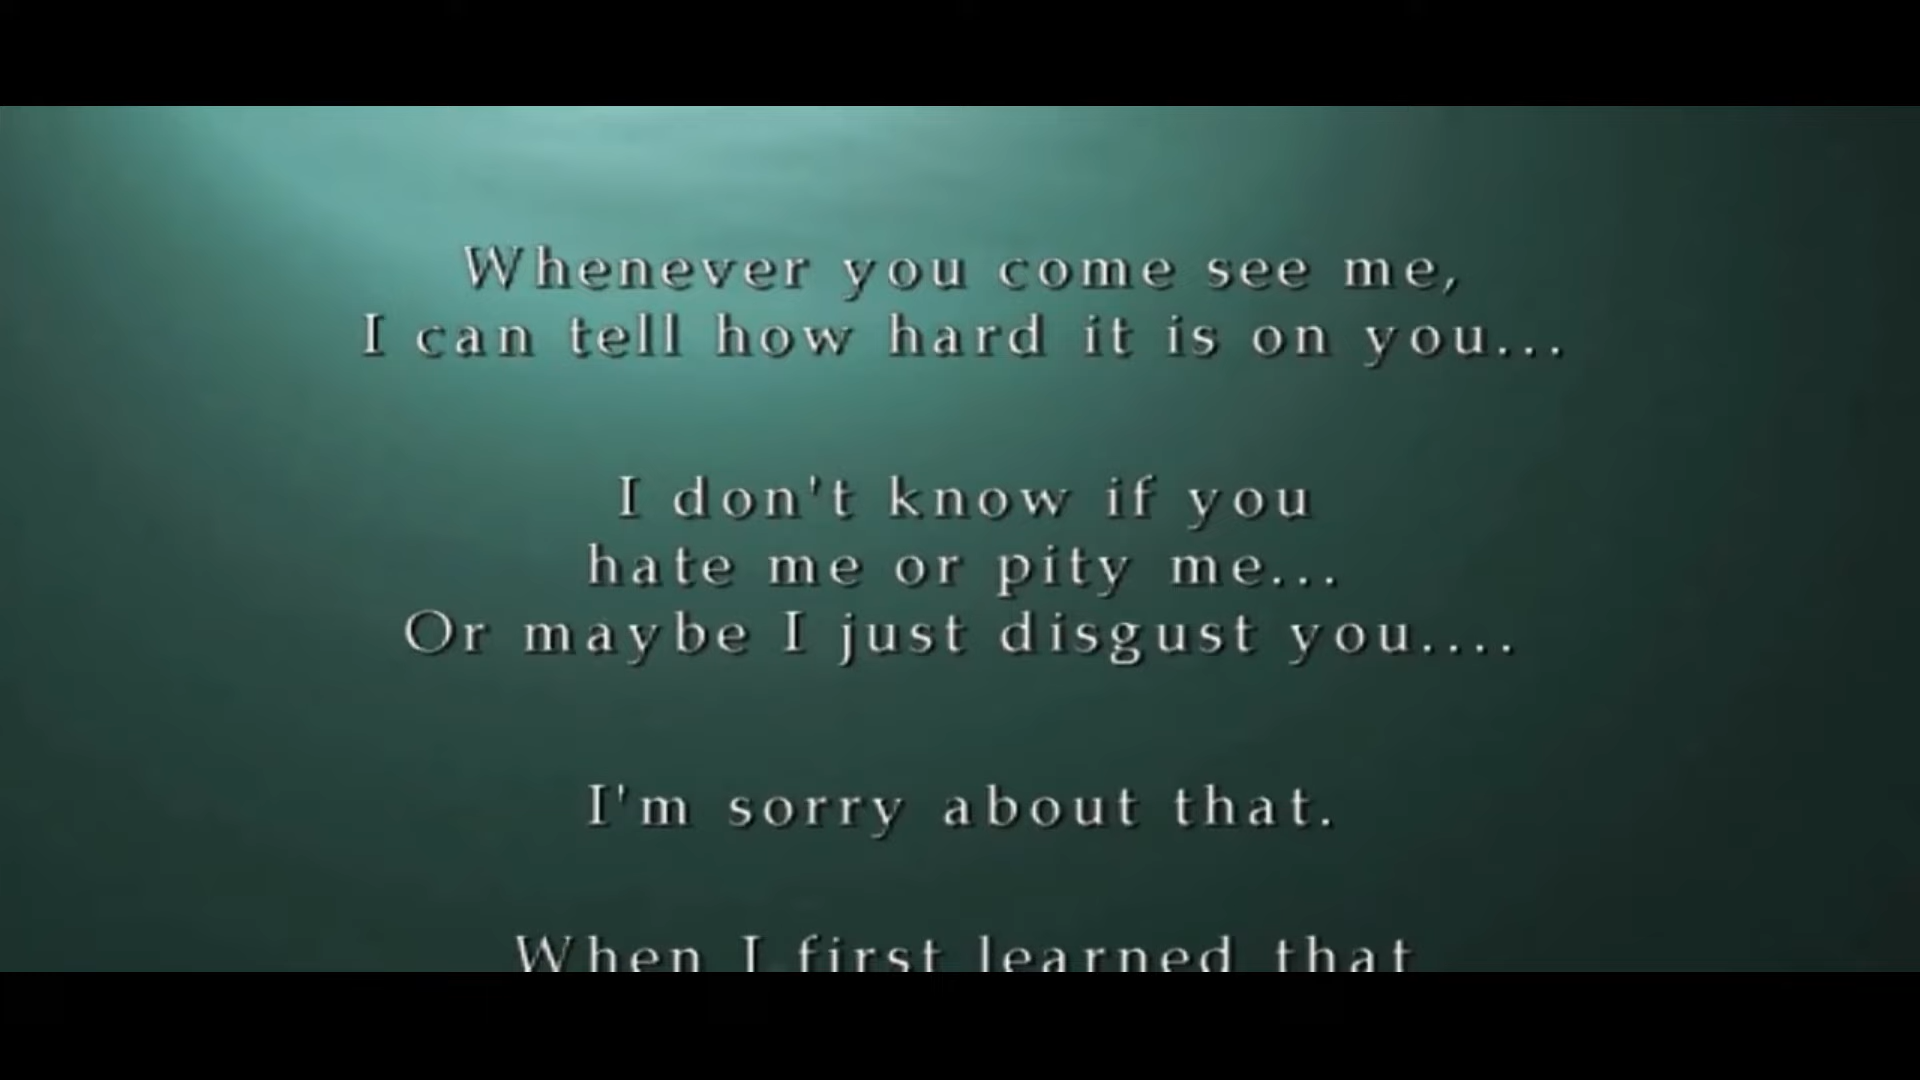 Whenever you come see me,
I can tell how hard it is on you...
I don't know if you
hate me or pity me...
Or maybe I just disgust you....
I'm sorry about that.
When I first learned that